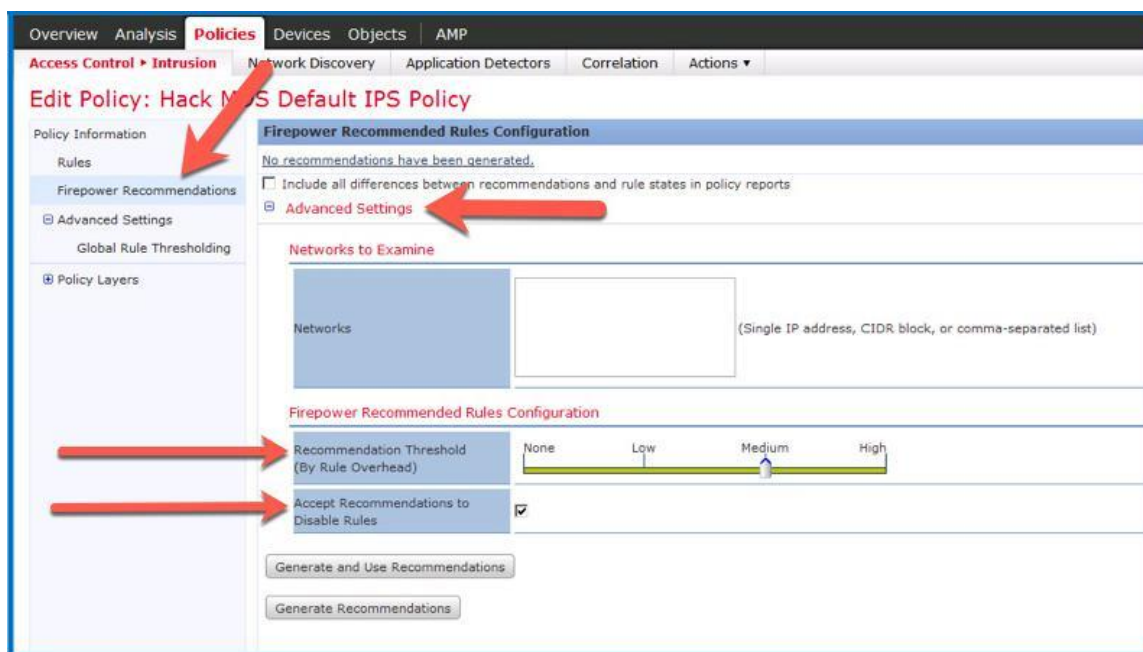 Overview Analysis Policies Devices Objects AMP
Access Control ▸ Intrusion Network Discovery Application Detectors Correlation Actions ▾
Edit Policy: Hack MDS Default IPS Policy
Policy Information
Rules
Firepower Recommendations
Advanced Settings
Global Rule Thresholding
Policy Layers
Firepower Recommended Rules Configuration
No recommendations have been generated.
Include all differences between recommendations and rule states in policy reports
Advanced Settings
Networks to Examine
Networks
(Single IP address, CIDR block, or comma-separated list)
Firepower Recommended Rules Configuration
Recommendation Threshold
(By Rule Overhead)
None Low Medium High
Accept Recommendations to
Disable Rules
Generate and Use Recommendations
Generate Recommendations